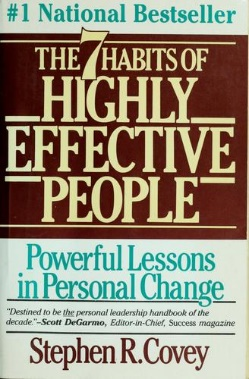 #1 National Bestseller
THE 7 HABITS OF
HIGHLY
EFFECTIVE
PEOPLE
Powerful Lessons
in Personal Change
"Destined to be the personal leadership handbook of the
decade."–Scott DeGarmo, Editor-in-Chief, Success magazine
Stephen R. Covey